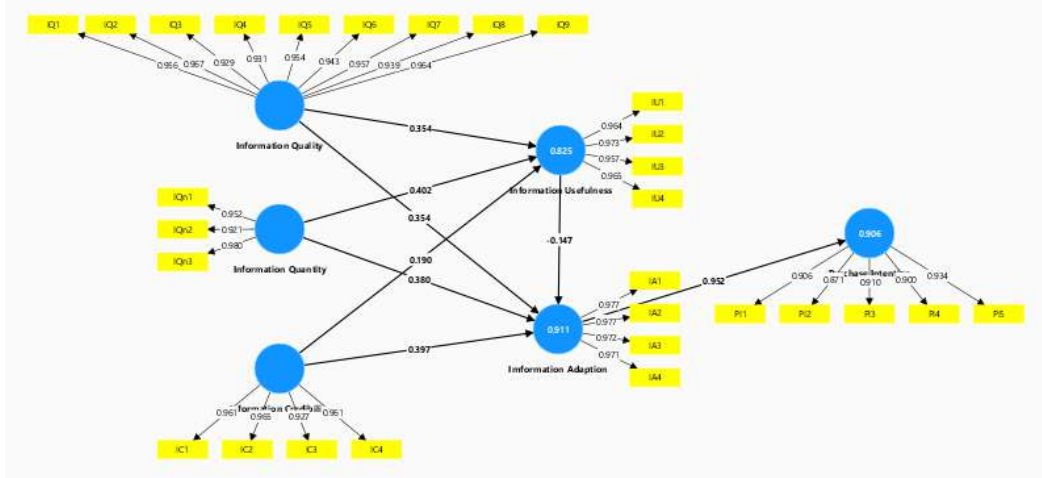 IQ1 IQ2 IQ3 IQ4 IQ5 IQ6 IQ7 IQ8 IQ9
0.956 0.967 0.929 0.931 0.954 0.943 0.957 0.939 0.964
Information Quality
0.354
IU1
IU2
IU3
IU4
0.964
0.973
0.957
0.965
0.825
Information Usefulness
0.402
0.354
IQn1
IQn2
IQn3
0.952
0.921
0.980
Information Quantity
0.190
0.380
-0.147
0.906
0.952
0.906 0.871 0.910 0.900 0.934
PI1 PI2 PI3 PI4 PI5
IA1
IA2
IA3
IA4
0.977
0.977
0.972
0.971
0.911
Imformation Adaption
0.397
Information
0.961 0.965 0.927 0.951
IC1 IC2 IC3 IC4